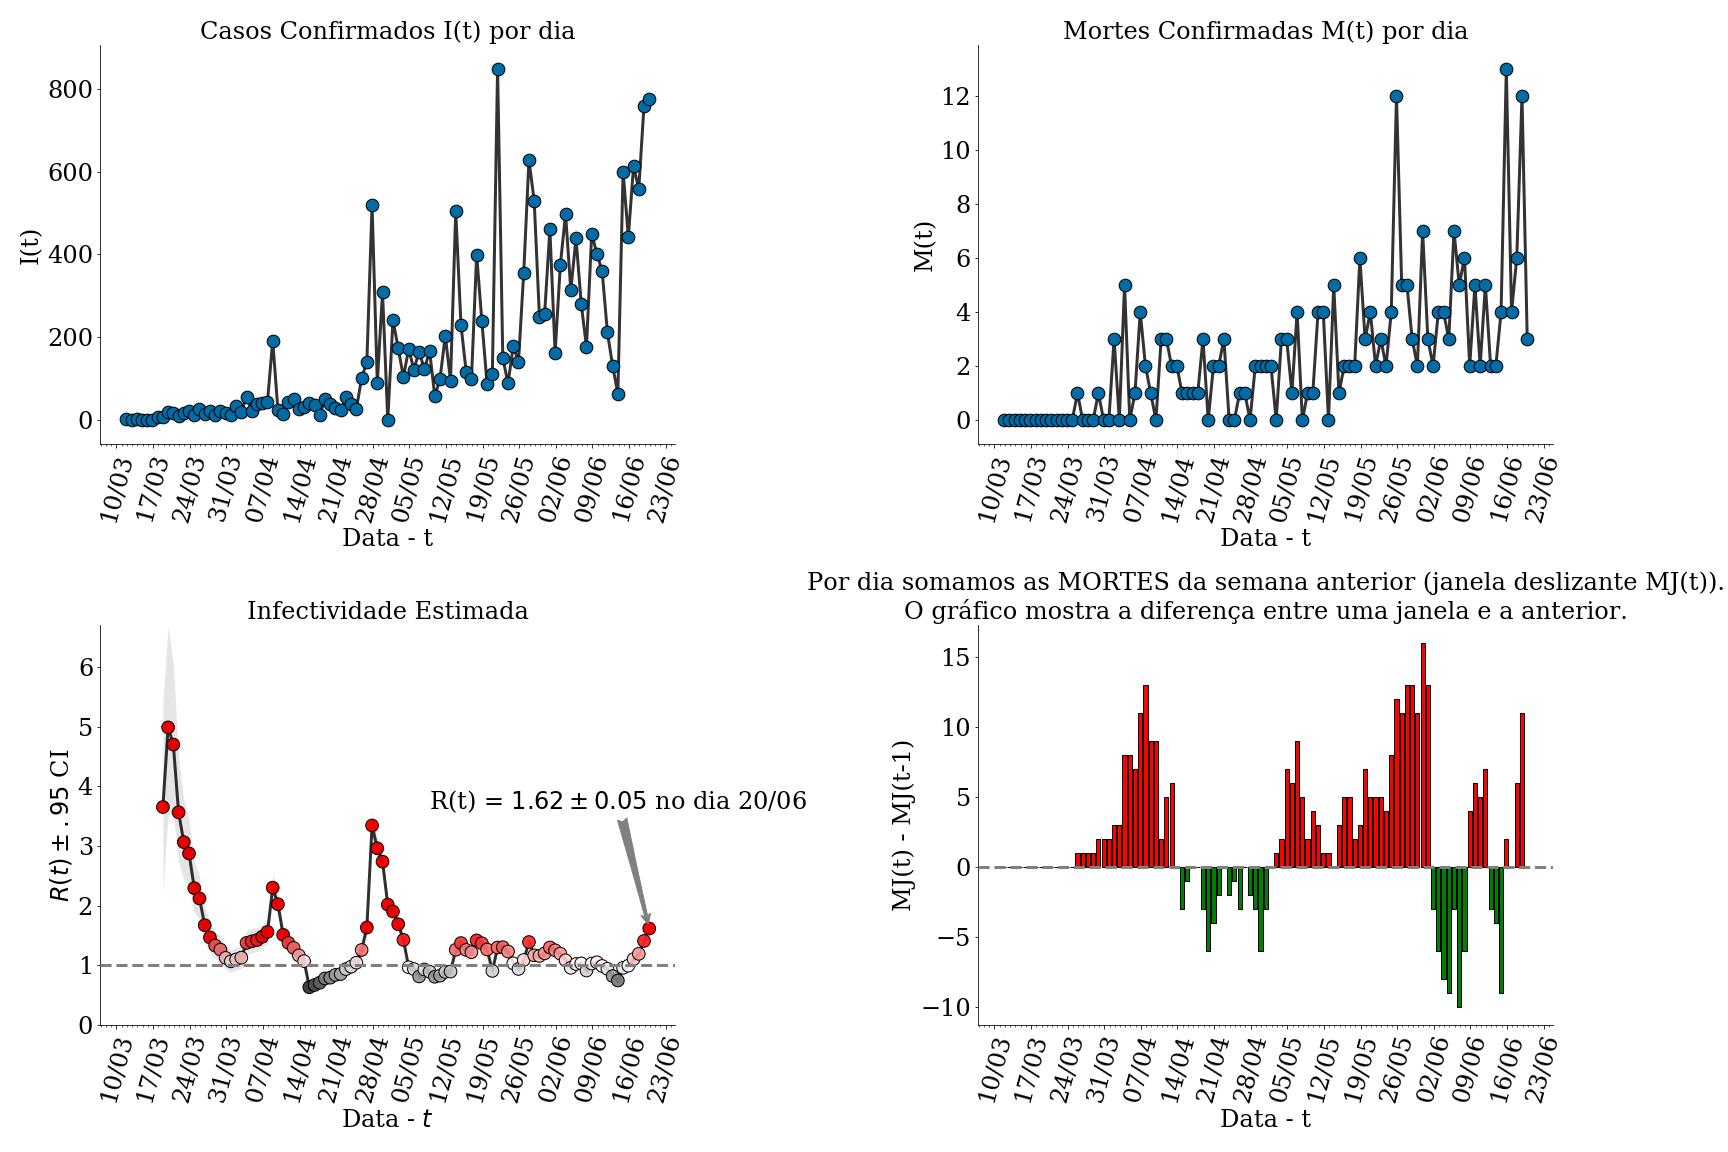 Casos Confirmados I(t) por dia
I(t)
800
600
400
200
0
10/03 17/03 24/03 31/03 07/04 14/04 21/04 28/04 05/05 12/05 19/05 26/05 02/06 09/06 16/06 23/06
Data - t
Mortes Confirmadas M(t) por dia
M(t)
12
10
8
6
4
2
0
10/03 17/03 24/03 31/03 07/04 14/04 21/04 28/04 05/05 12/05 19/05 26/05 02/06 09/06 16/06 23/06
Data - t
Infectividade Estimada
R(t) ± .95 CI
6
5
4
3
2
1
0
R(t) = 1.62 ± 0.05 no dia 20/06
10/03 17/03 24/03 31/03 07/04 14/04 21/04 28/04 05/05 12/05 19/05 26/05 02/06 09/06 16/06 23/06
Data - t
Por dia somamos as MORTES da semana anterior (janela deslizante MJ(t)).
O gráfico mostra a diferença entre uma janela e a anterior.
MJ(t) - MJ(t-1)
15
10
5
0
−5
−10
10/03 17/03 24/03 31/03 07/04 14/04 21/04 28/04 05/05 12/05 19/05 26/05 02/06 09/06 16/06 23/06
Data - t